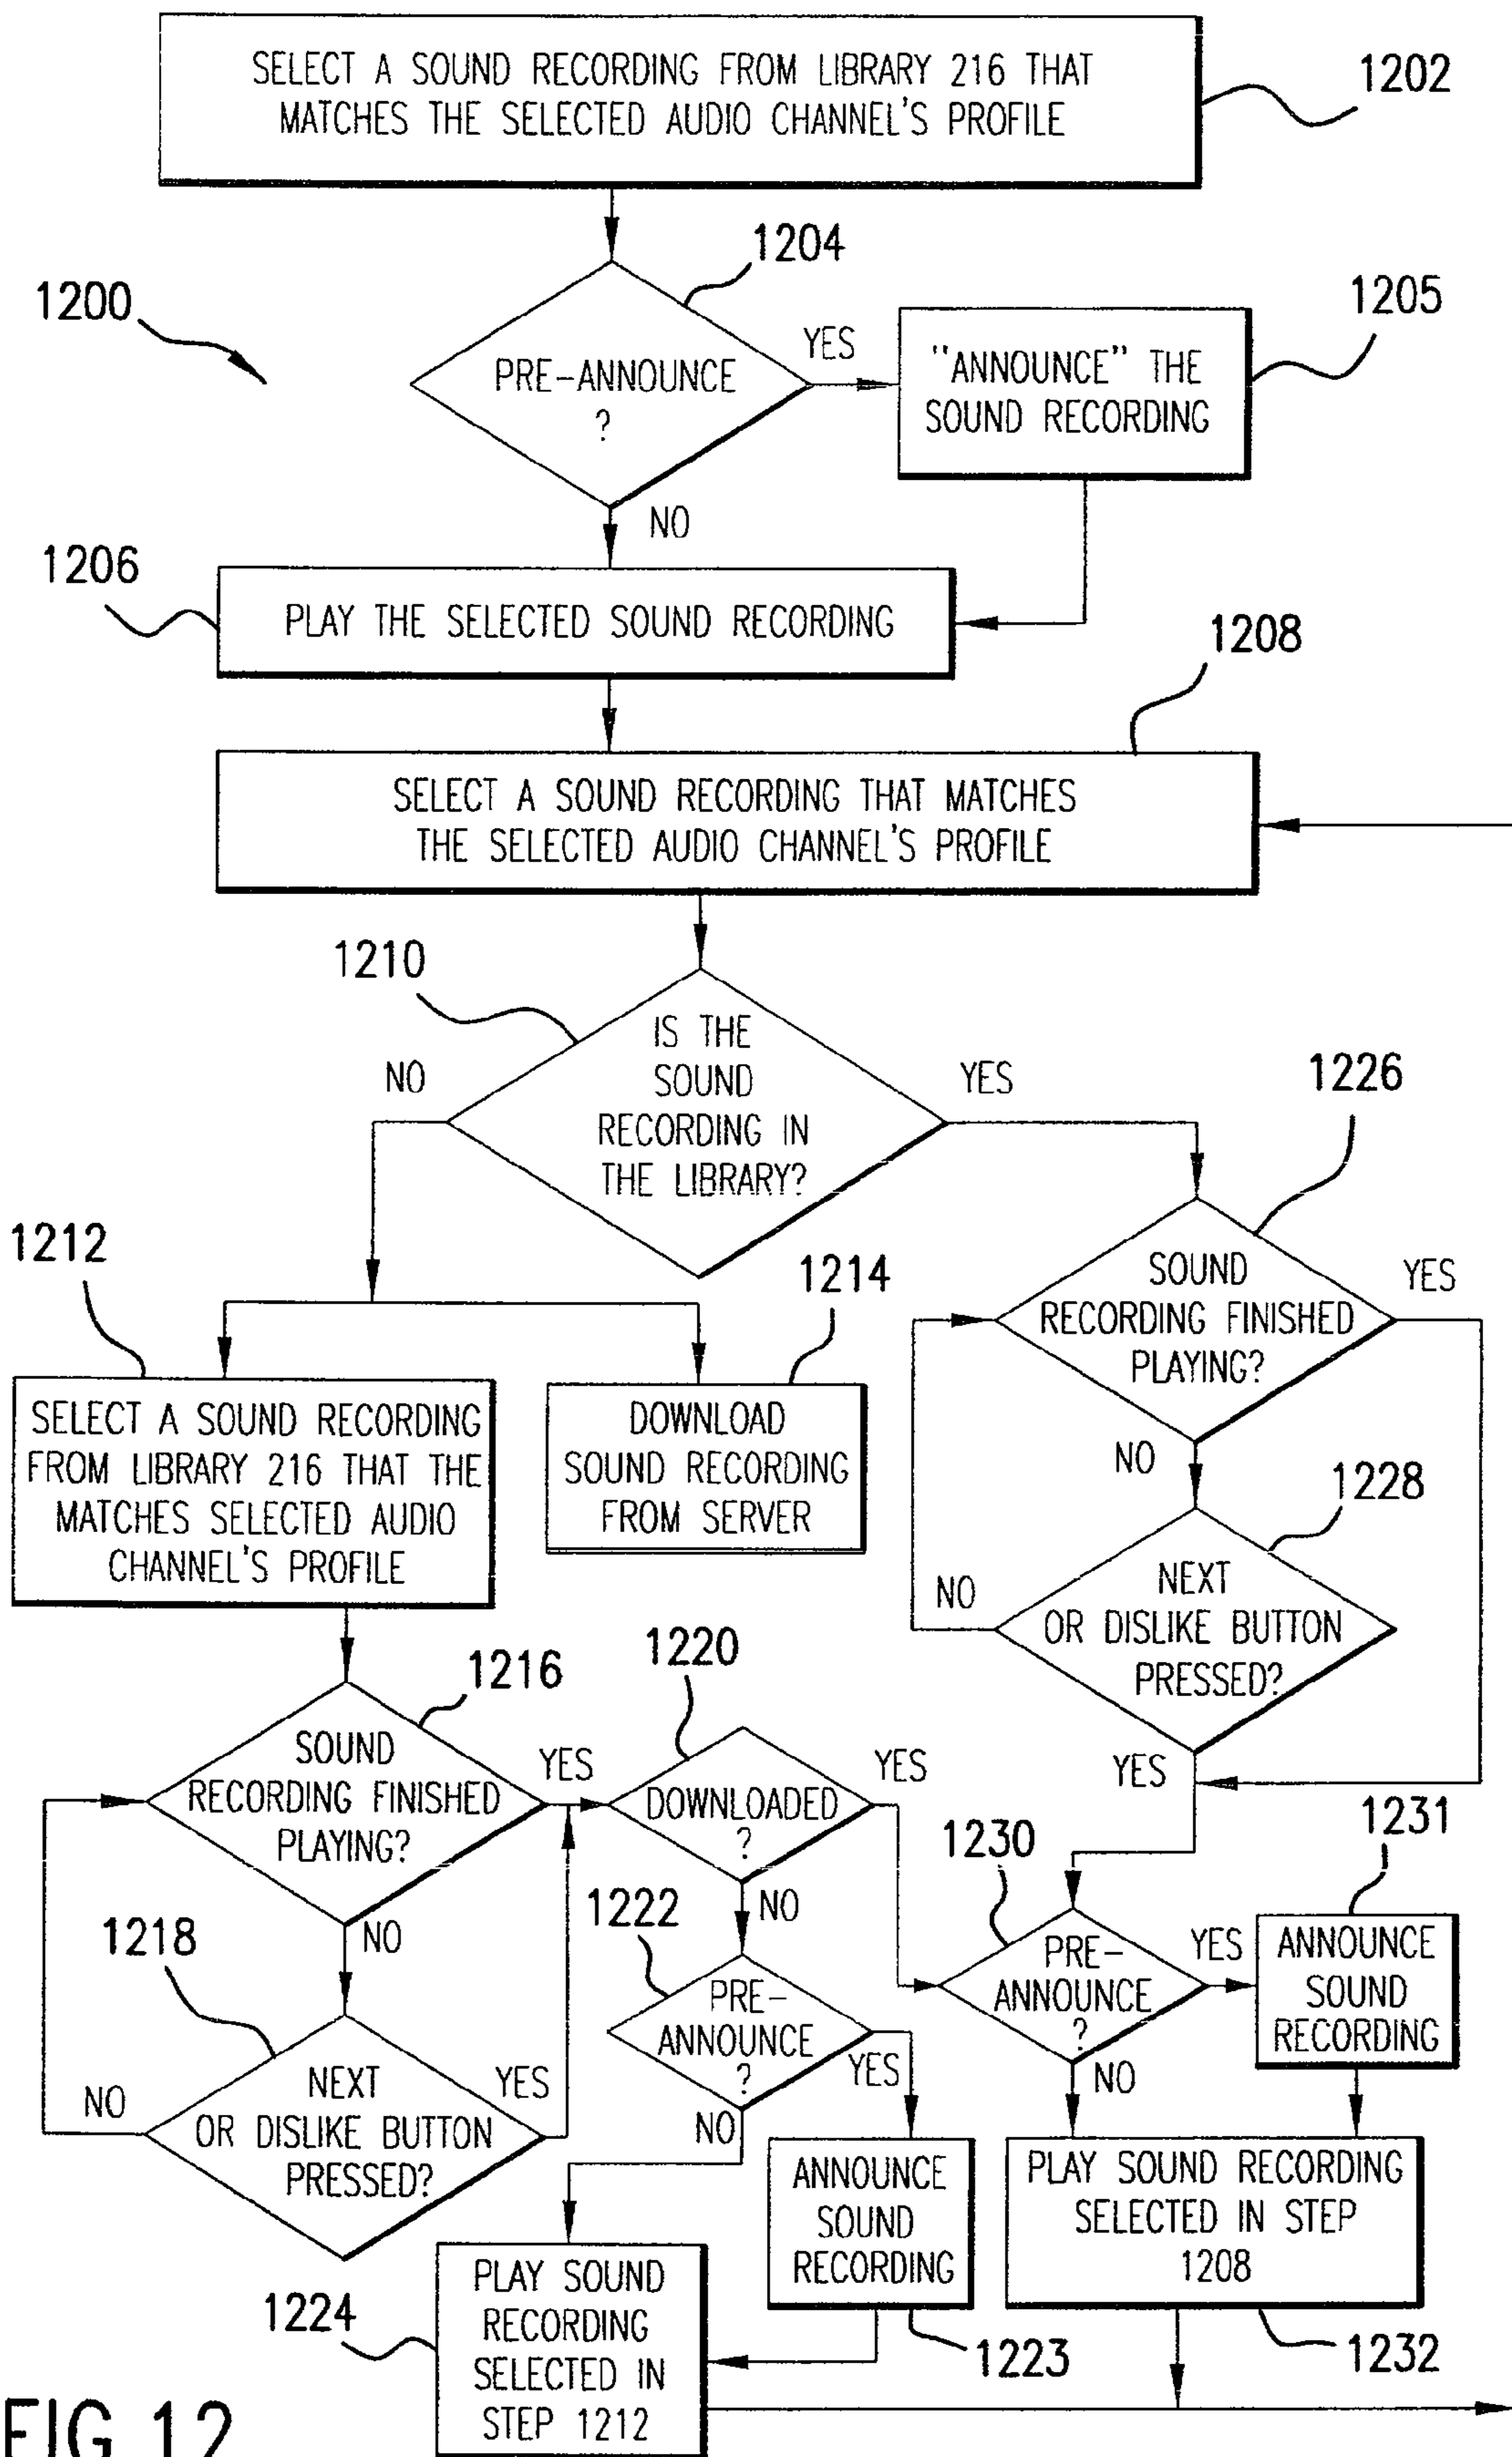 SELECT A SOUND RECORDING FROM LIBRARY 216 THAT
MATCHES THE SELECTED AUDIO CHANNEL'S PROFILE
1202
1204
1200
PRE-ANNOUNCE
?
YES
NO
1205
"ANNOUNCE" THE
SOUND RECORDING
1206
PLAY THE SELECTED SOUND RECORDING
1208
SELECT A SOUND RECORDING THAT MATCHES
THE SELECTED AUDIO CHANNEL'S PROFILE
1210
IS THE
SOUND
RECORDING IN
THE LIBRARY?
NO
YES
1226
SOUND
RECORDING FINISHED
PLAYING?
YES
NO
1228
NEXT
OR DISLIKE BUTTON
PRESSED?
NO
YES
1212
SELECT A SOUND RECORDING
FROM LIBRARY 216 THAT THE
MATCHES SELECTED AUDIO
CHANNEL'S PROFILE
1214
DOWNLOAD
SOUND RECORDING
FROM SERVER
1216
SOUND
RECORDING FINISHED
PLAYING?
YES
NO
1218
NEXT
OR DISLIKE BUTTON
PRESSED?
NO
YES
1220
DOWNLOADED
?
YES
NO
1222
PRE-
ANNOUNCE
?
YES
NO
1230
PRE-
ANNOUNCE
?
YES
NO
1231
ANNOUNCE
SOUND
RECORDING
ANNOUNCE
SOUND
RECORDING
1223
PLAY SOUND RECORDING
SELECTED IN STEP
1208
1232
1224
PLAY SOUND
RECORDING
SELECTED IN
STEP 1212
FIG.12